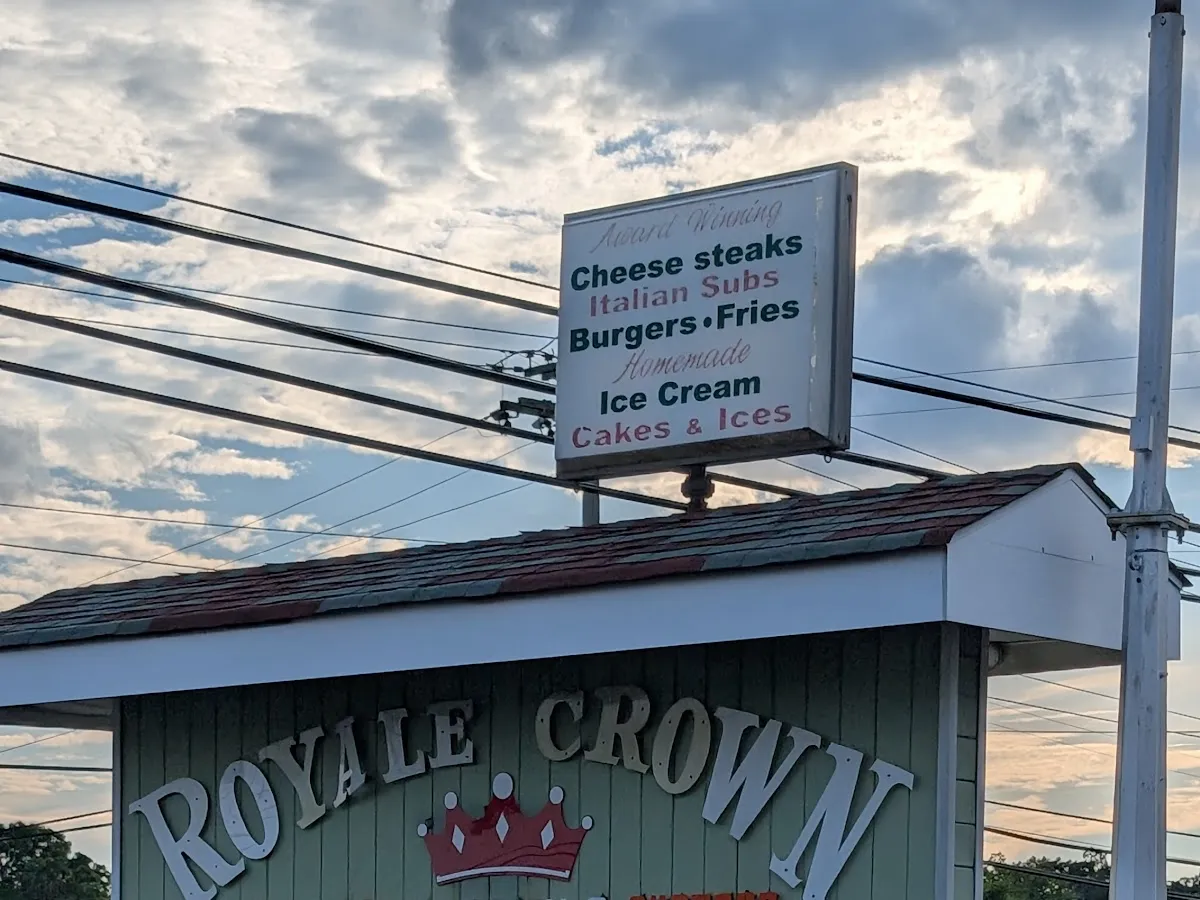 Award Winning
Cheese steaks
Italian Subs
Burgers•Fries
Homemade
Ice Cream
Cakes & Ices
ROYALE CROWN